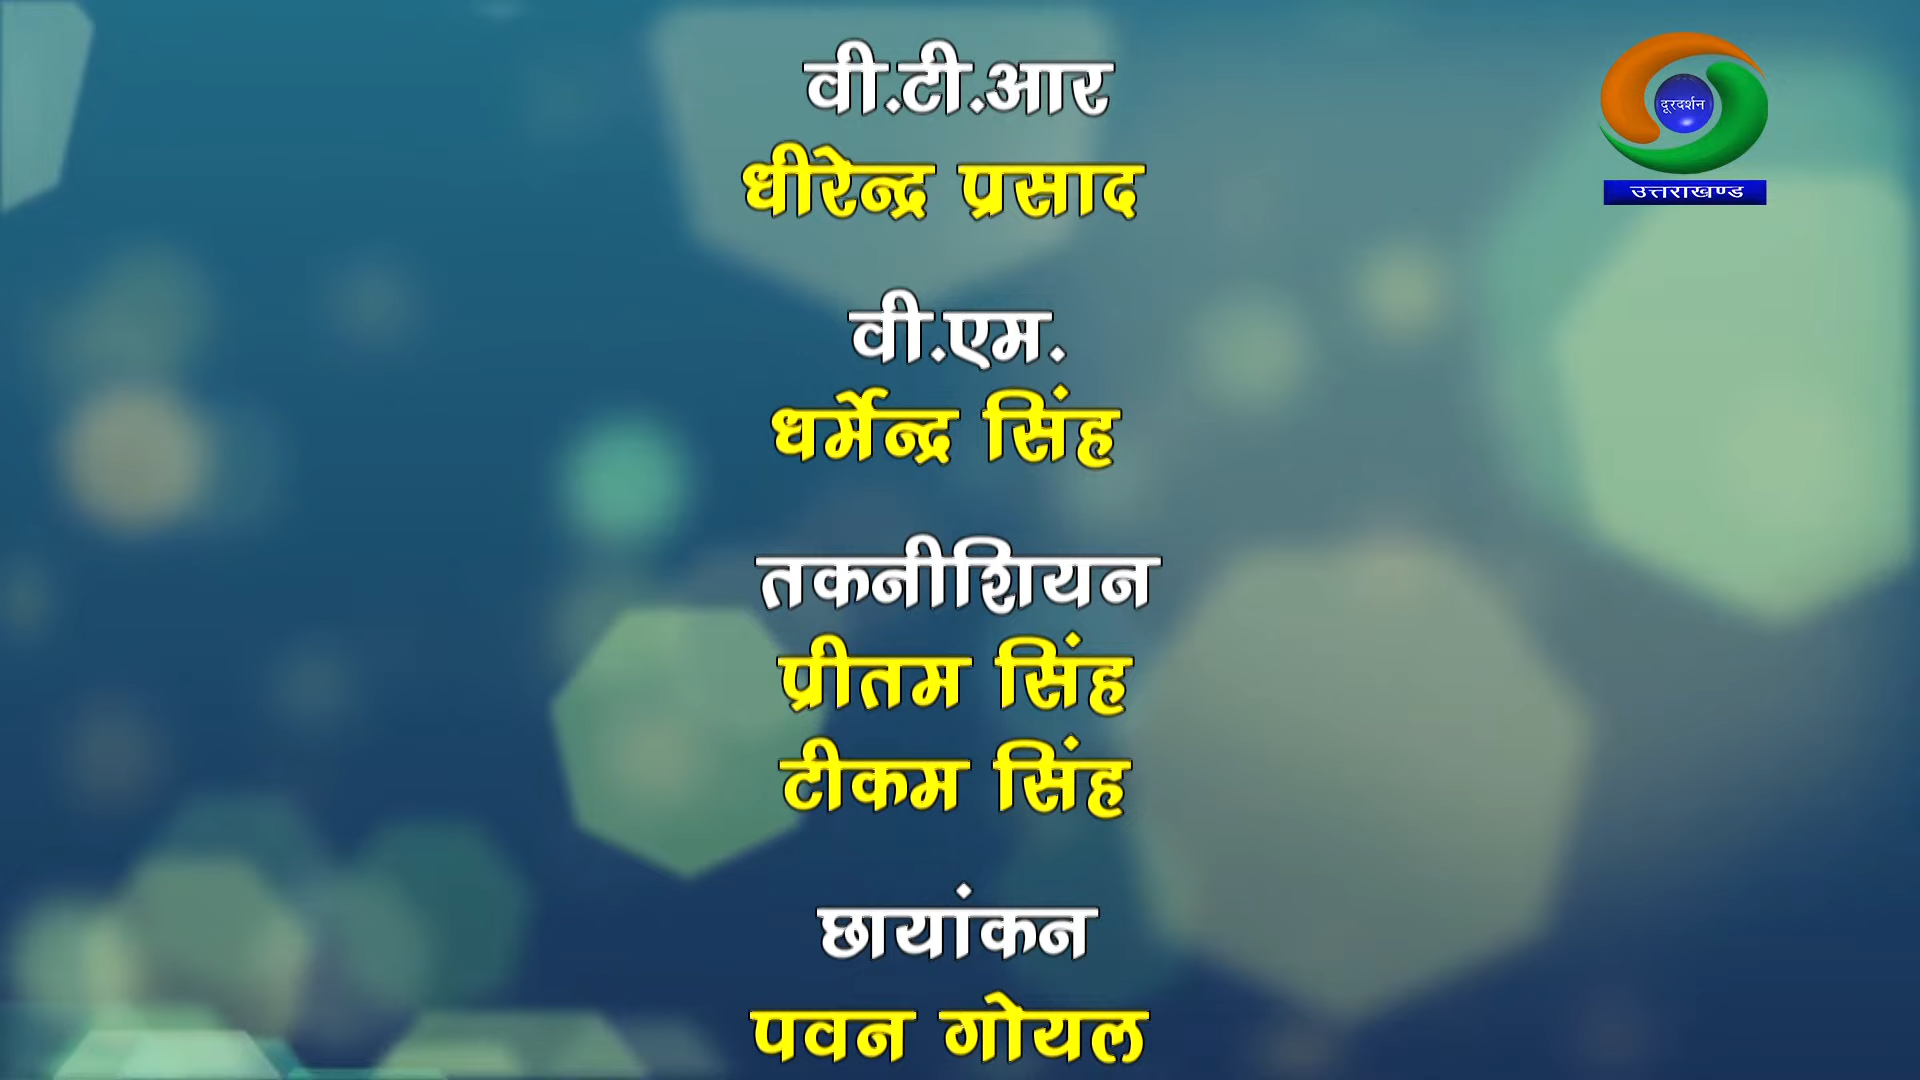 वी.टी.आर
धीरेन्द्र प्रसाद
वी.एम.
धर्मेन्द्र सिंह
तकनीशियन
प्रीतम सिंह
टीकम सिंह
छायांकन
पवन गोयल
दूरदर्शन
उत्तराखण्ड